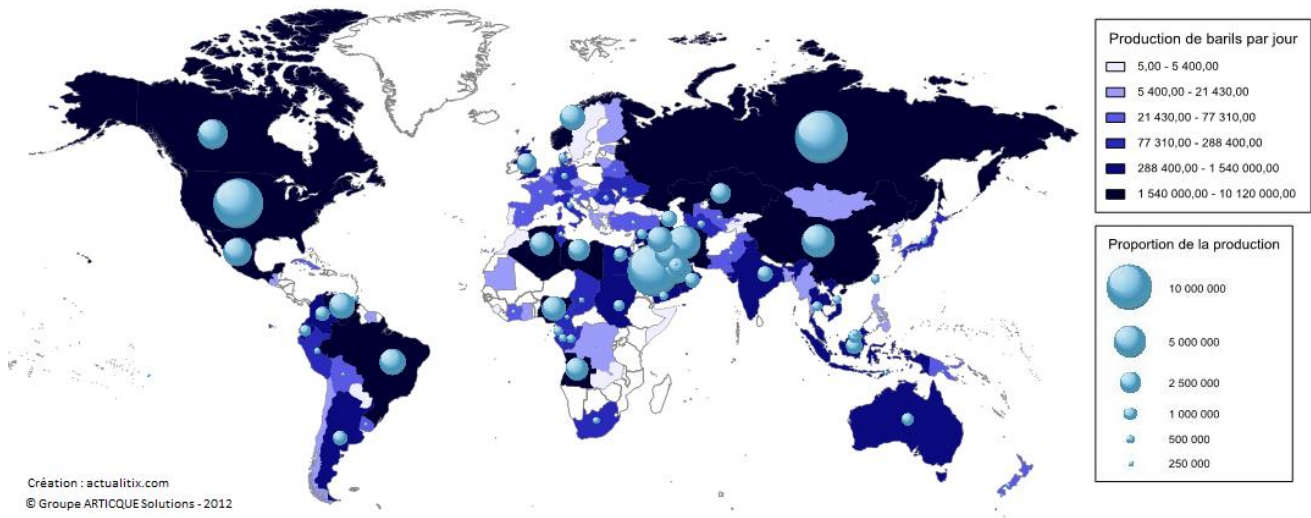 Production de barils par jour
5,00 - 5 400,00
5 400,00 - 21 430,00
21 430,00 - 77 310,00
77 310,00 - 288 400,00
288 400,00 - 1 540 000,00
1 540 000,00 - 10 120 000,00
Proportion de la production
10 000 000
5 000 000
2 500 000
1 000 000
500 000
250 000
Création : actualitix.com
© Groupe ARTICQUE Solutions - 2012